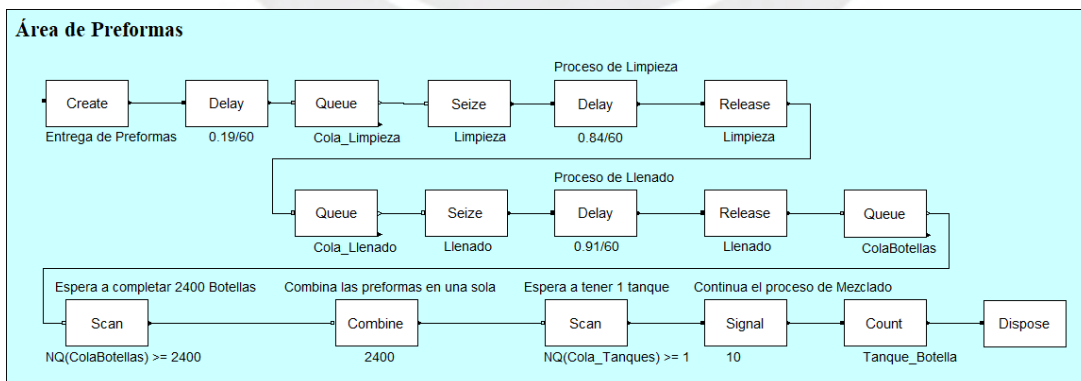 Área de Preformas
Proceso de Limpieza
Create Delay Queue Seize Delay Release
Entrega de Preformas 0.19/60 Cola_Limpieza Limpieza 0.84/60 Limpieza
Proceso de Llenado
Queue Seize Delay Release Queue
Cola_Llenado Llenado 0.91/60 Llenado ColaBotellas
Espera a completar 2400 Botellas Combina las preformas en una sola Espera a tener 1 tanque Continua el proceso de Mezclado
Scan Combine Scan Signal Count Dispose
NQ(ColaBotellas) >= 2400 2400 NQ(Cola_Tanques) >= 1 10 Tanque_Botella